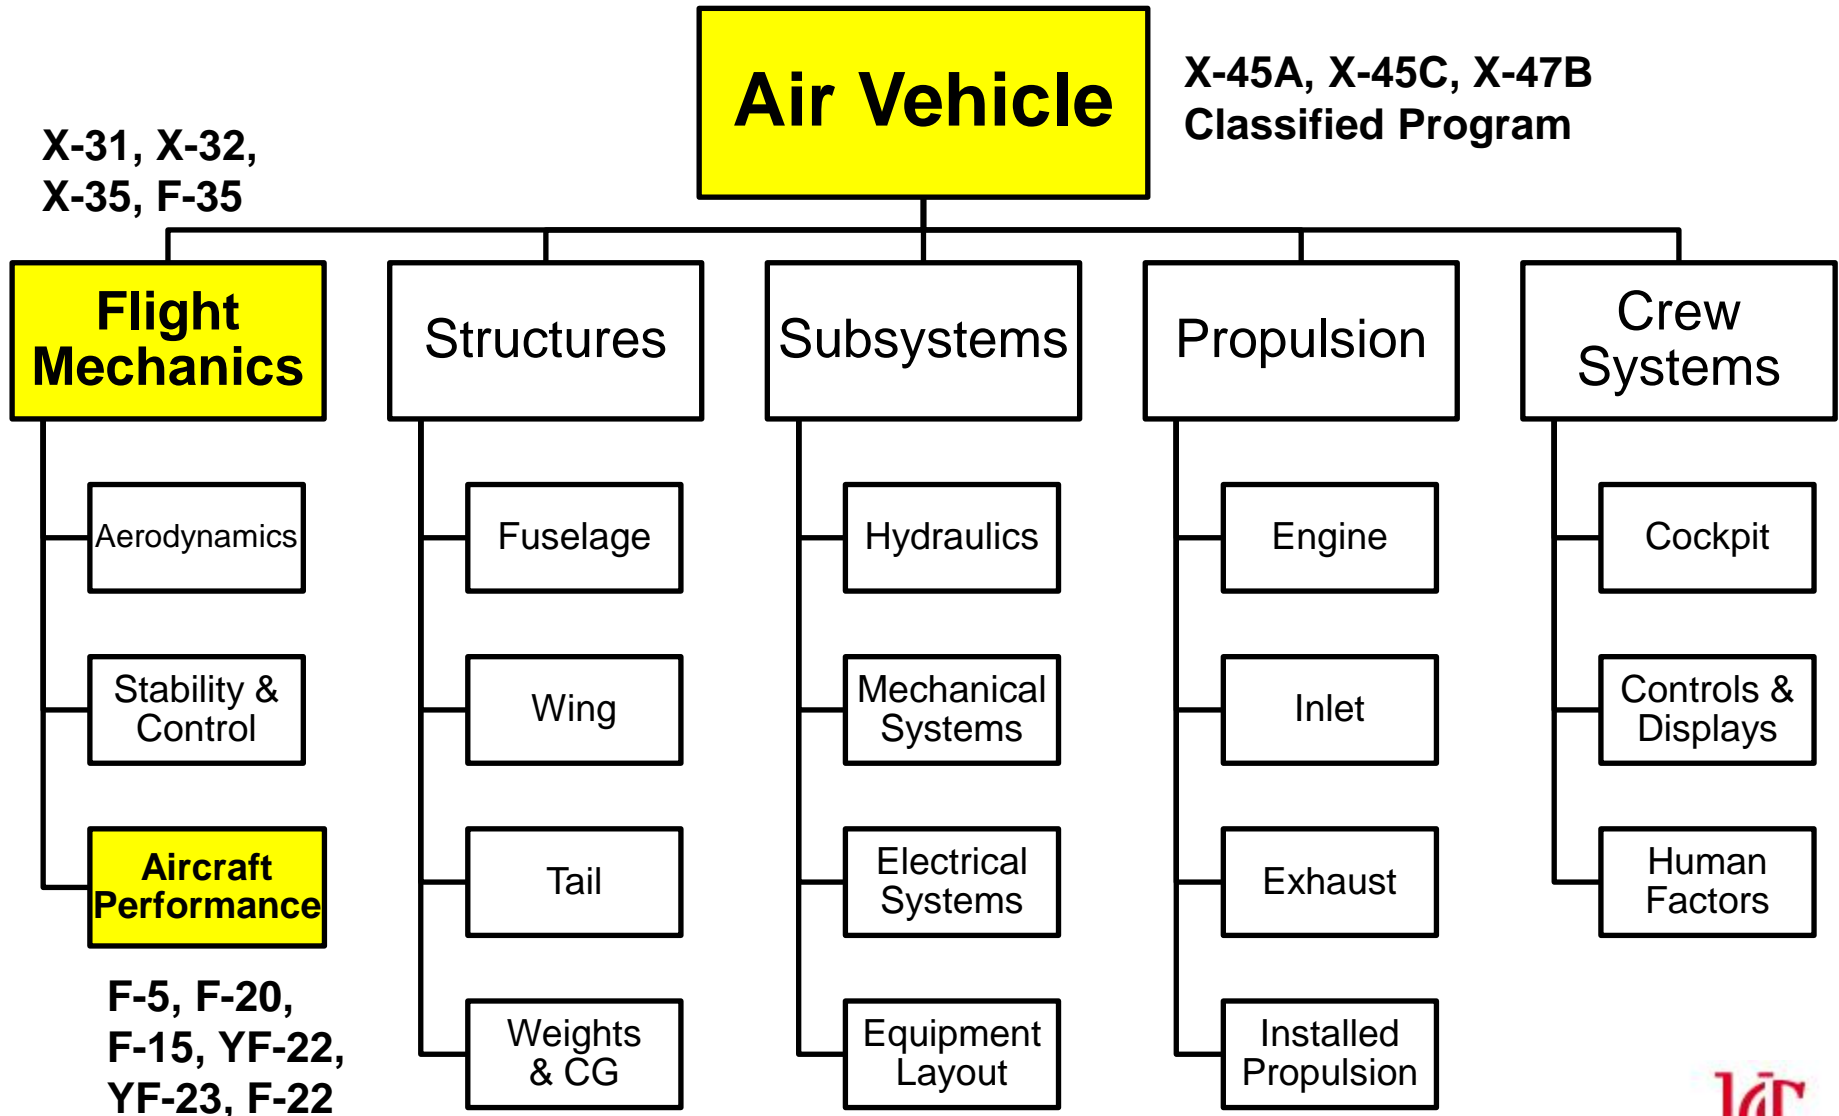 Air Vehicle
X-45A, X-45C, X-47B
Classified Program
X-31, X-32,
X-35, F-35
Flight
Mechanics
Structures
Subsystems
Propulsion
Crew
Systems
Aerodynamics
Fuselage
Hydraulics
Engine
Cockpit
Stability &
Control
Wing
Mechanical
Systems
Inlet
Controls &
Displays
Aircraft
Performance
Tail
Electrical
Systems
Exhaust
Human
Factors
F-5, F-20,
F-15, YF-22,
YF-23, F-22
Weights
& CG
Equipment
Layout
Installed
Propulsion